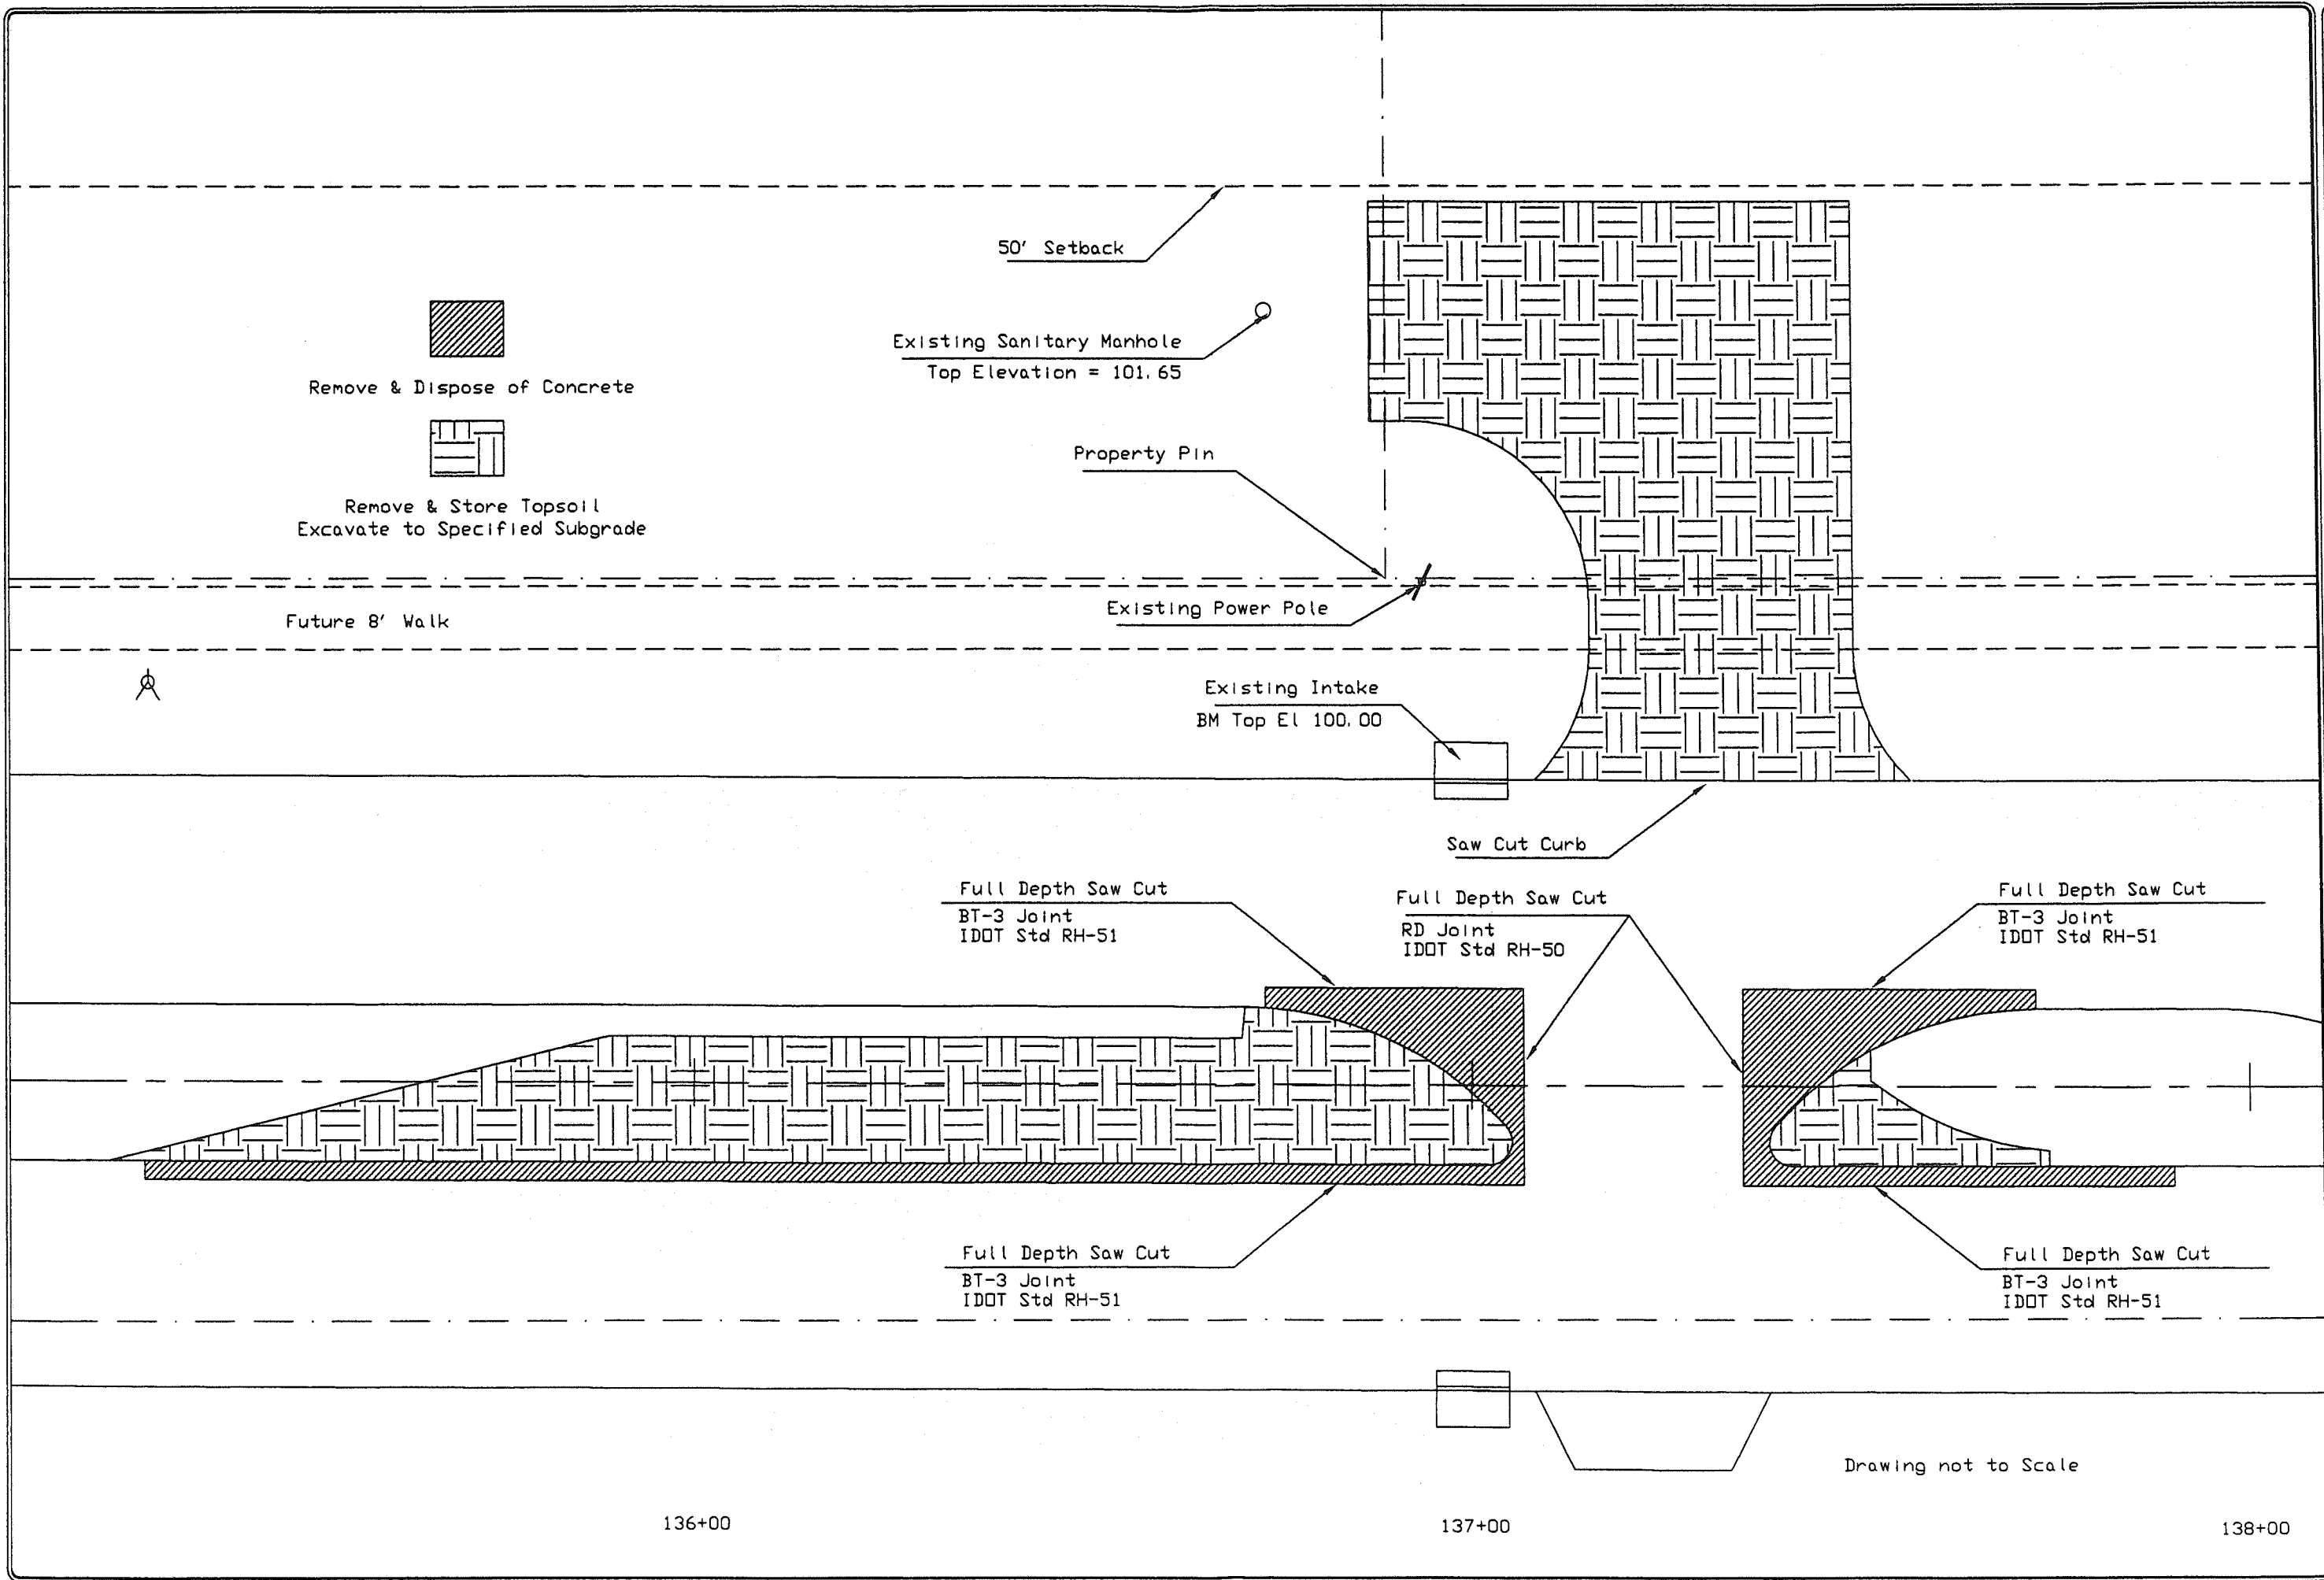 50' Setback
Existing Sanitary Manhole
Top Elevation = 101.65
Remove & Dispose of Concrete
Property Pin
Remove & Store Topsoil
Excavate to Specified Subgrade
Existing Power Pole
Future 8' Walk
Existing Intake
BM Top El 100.00
Saw Cut Curb
Full Depth Saw Cut
BT-3 Joint
IDOT Std RH-51
Full Depth Saw Cut
RD Joint
IDOT Std RH-50
Full Depth Saw Cut
BT-3 Joint
IDOT Std RH-51
Full Depth Saw Cut
BT-3 Joint
IDOT Std RH-51
Full Depth Saw Cut
BT-3 Joint
IDOT Std RH-51
Drawing not to Scale
136+00
137+00
138+00